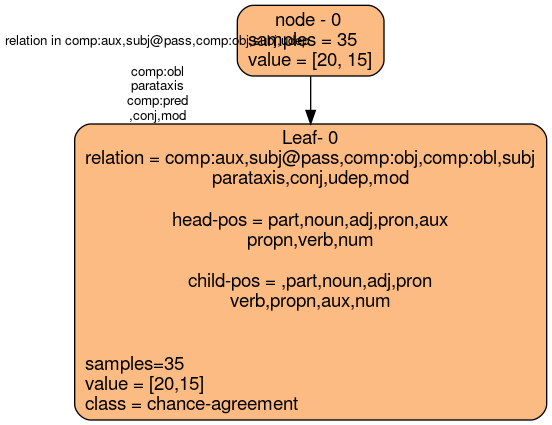 node - 0
relation in comp:aux,subj@pass,comp:obj,subj,udep
samples = 35
value = [20, 15]
comp:obl
parataxis
comp:pred
,conj,mod
Leaf- 0
relation = comp:aux,subj@pass,comp:obj,comp:obl,subj
parataxis,conj,udep,mod
head-pos = part,noun,adj,pron,aux
propn,verb,num
child-pos = ,part,noun,adj,pron
verb,propn,aux,num
samples=35
value = [20,15]
class = chance-agreement